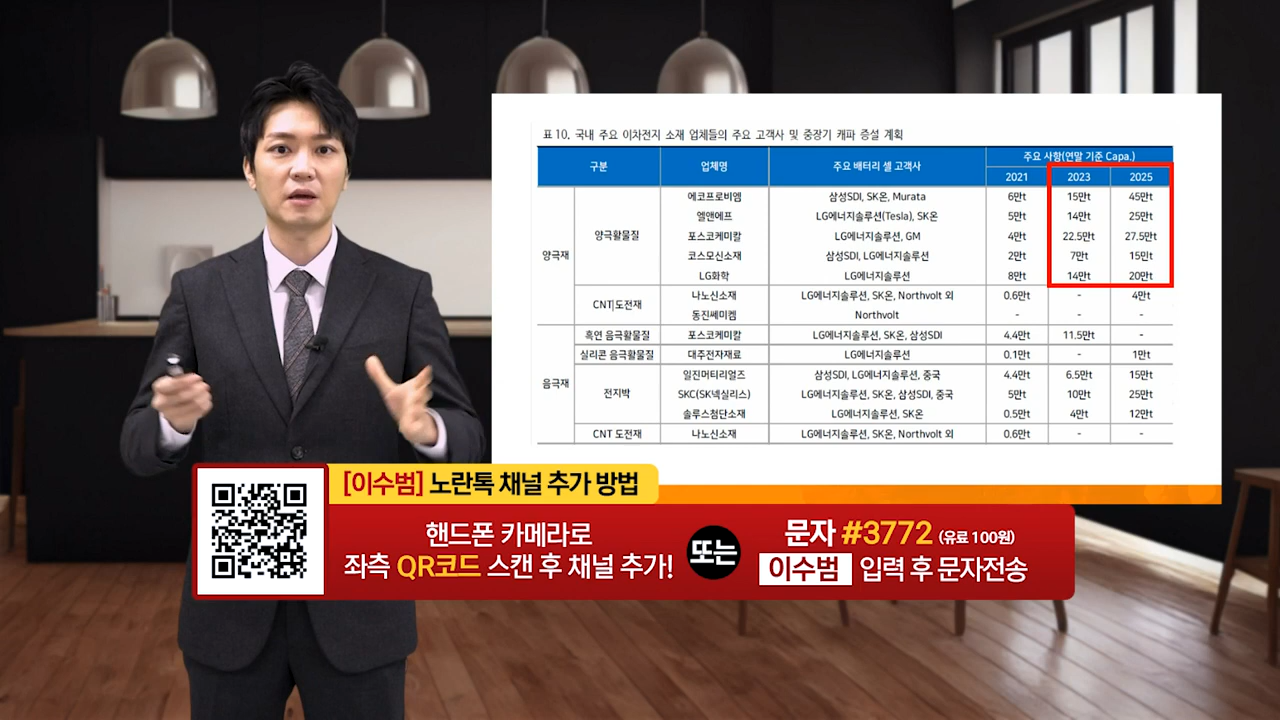 표 10. 국내 주요 이차전지 소재 업체들의 주요 고객사 및 중장기 캐파 증설 계획
구분 업체명 주요 배터리 셀 고객사 주요 사항(연말 기준 Capa.)
2021 2023 2025
양극재 양극활물질 에코프로비엠 삼성SDI, SK온, Murata 6만t 15만t 45만t
엘앤에프 LG에너지솔루션(Tesla), SK온 5만t 14만t 25만t
포스코케미칼 LG에너지솔루션, GM 4만t 22.5만t 27.5만t
코스모신소재 삼성SDI, LG에너지솔루션 2만t 7만t 15만t
LG화학 LG에너지솔루션 8만t 14만t 20만t
CNT도전재 나노신소재 LG에너지솔루션, SK온, Northvolt 외 0.6만t - 4만t
동진쎄미켐 Northvolt - - -
음극재 흑연 음극활물질 포스코케미칼 LG에너지솔루션, SK온, 삼성SDI 4.4만t 11.5만t -
실리콘 음극활물질 대주전자재료 LG에너지솔루션 0.1만t - 1만t
전지박 일진머티리얼즈 삼성SDI, LG에너지솔루션, 중국 4.4만t 6.5만t 15만t
SKC(SK넥실리스) LG에너지솔루션, SK온, 삼성SDI, 중국 5만t 10만t 25만t
솔루스첨단소재 LG에너지솔루션, SK온 0.5만t 4만t 12만t
CNT 도전재 나노신소재 LG에너지솔루션, SK온, Northvolt 외 0.6만t - -
[이수범] 노란톡 채널 추가 방법
핸드폰 카메라로
좌측 QR코드 스캔 후 채널 추가!
또는
문자 #3772 (유료 100원)
이수범 입력 후 문자전송